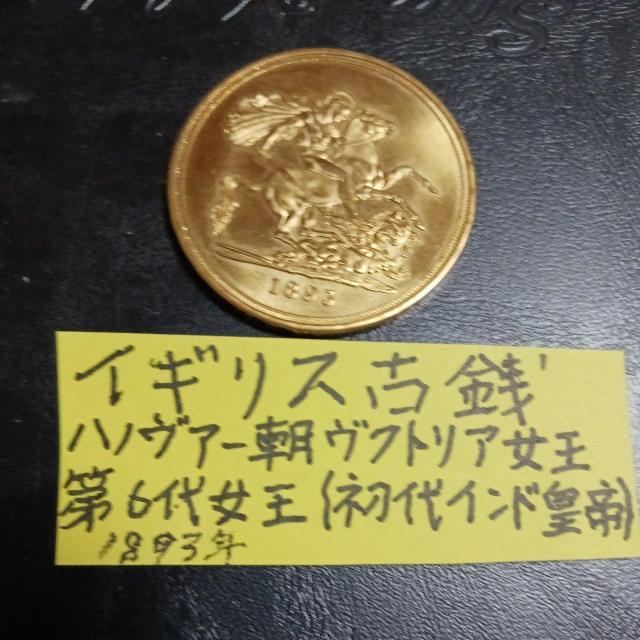 1893
イギリス古銭
ハノヴァー朝ヴクトリア女王
第6代女王(初代インド皇帝)
1893年